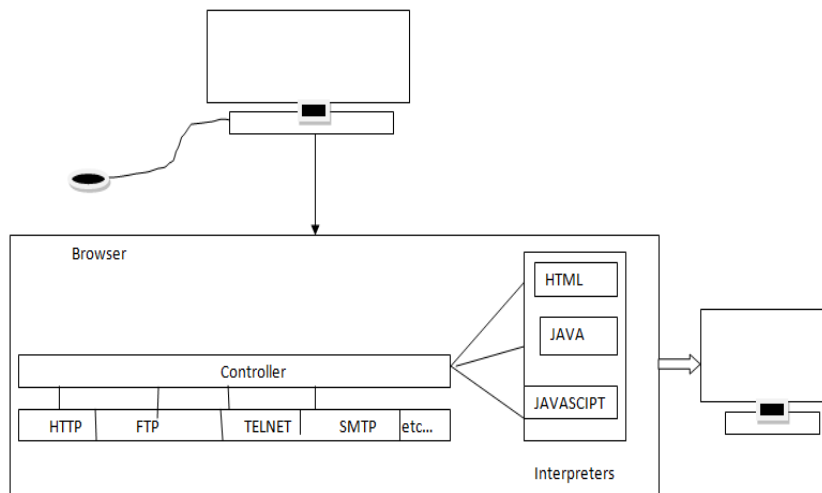 Browser
HTML
JAVA
Controller
JAVASCIPT
HTTP FTP TELNET SMTP etc...
Interpreters